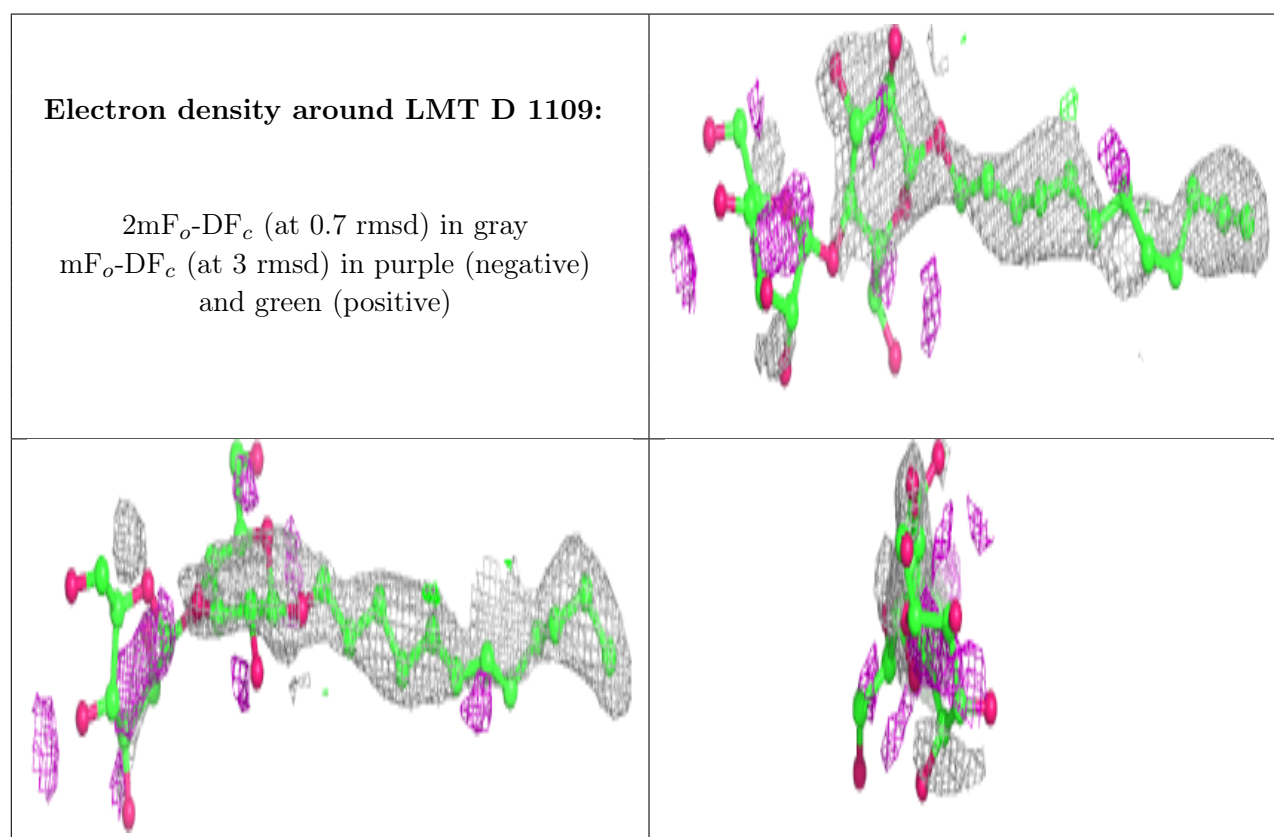 Electron density around LMT D 1109:
2mFo-DFc (at 0.7 rmsd) in gray
mFo-DFc (at 3 rmsd) in purple (negative)
and green (positive)